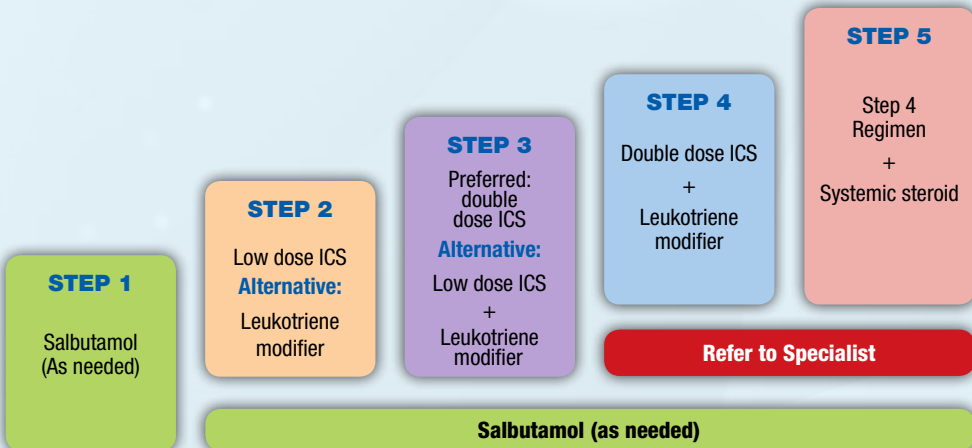 STEP 1
Salbutamol
(As needed)
STEP 2
Low dose ICS
Alternative:
Leukotriene
modifier
STEP 3
Preferred:
double
dose ICS
Alternative:
Low dose ICS
+
Leukotriene
modifier
STEP 4
Double dose ICS
+
Leukotriene
modifier
STEP 5
Step 4
Regimen
+
Systemic steroid
Refer to Specialist
Salbutamol (as needed)